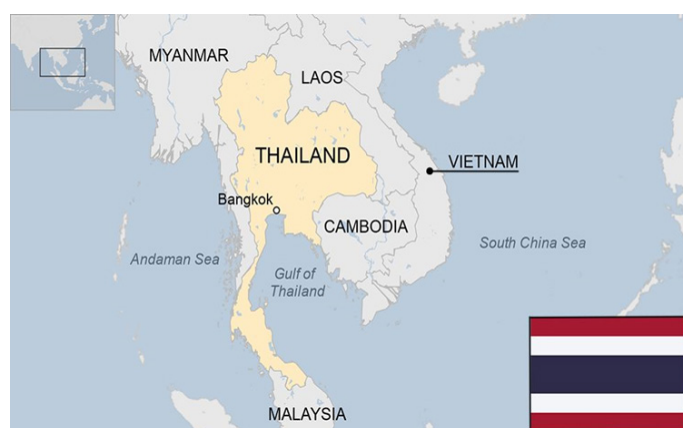 MYANMAR
LAOS
THAILAND
VIETNAM
Bangkok
CAMBODIA
Andaman Sea
South China Sea
Gulf of
Thailand
MALAYSIA